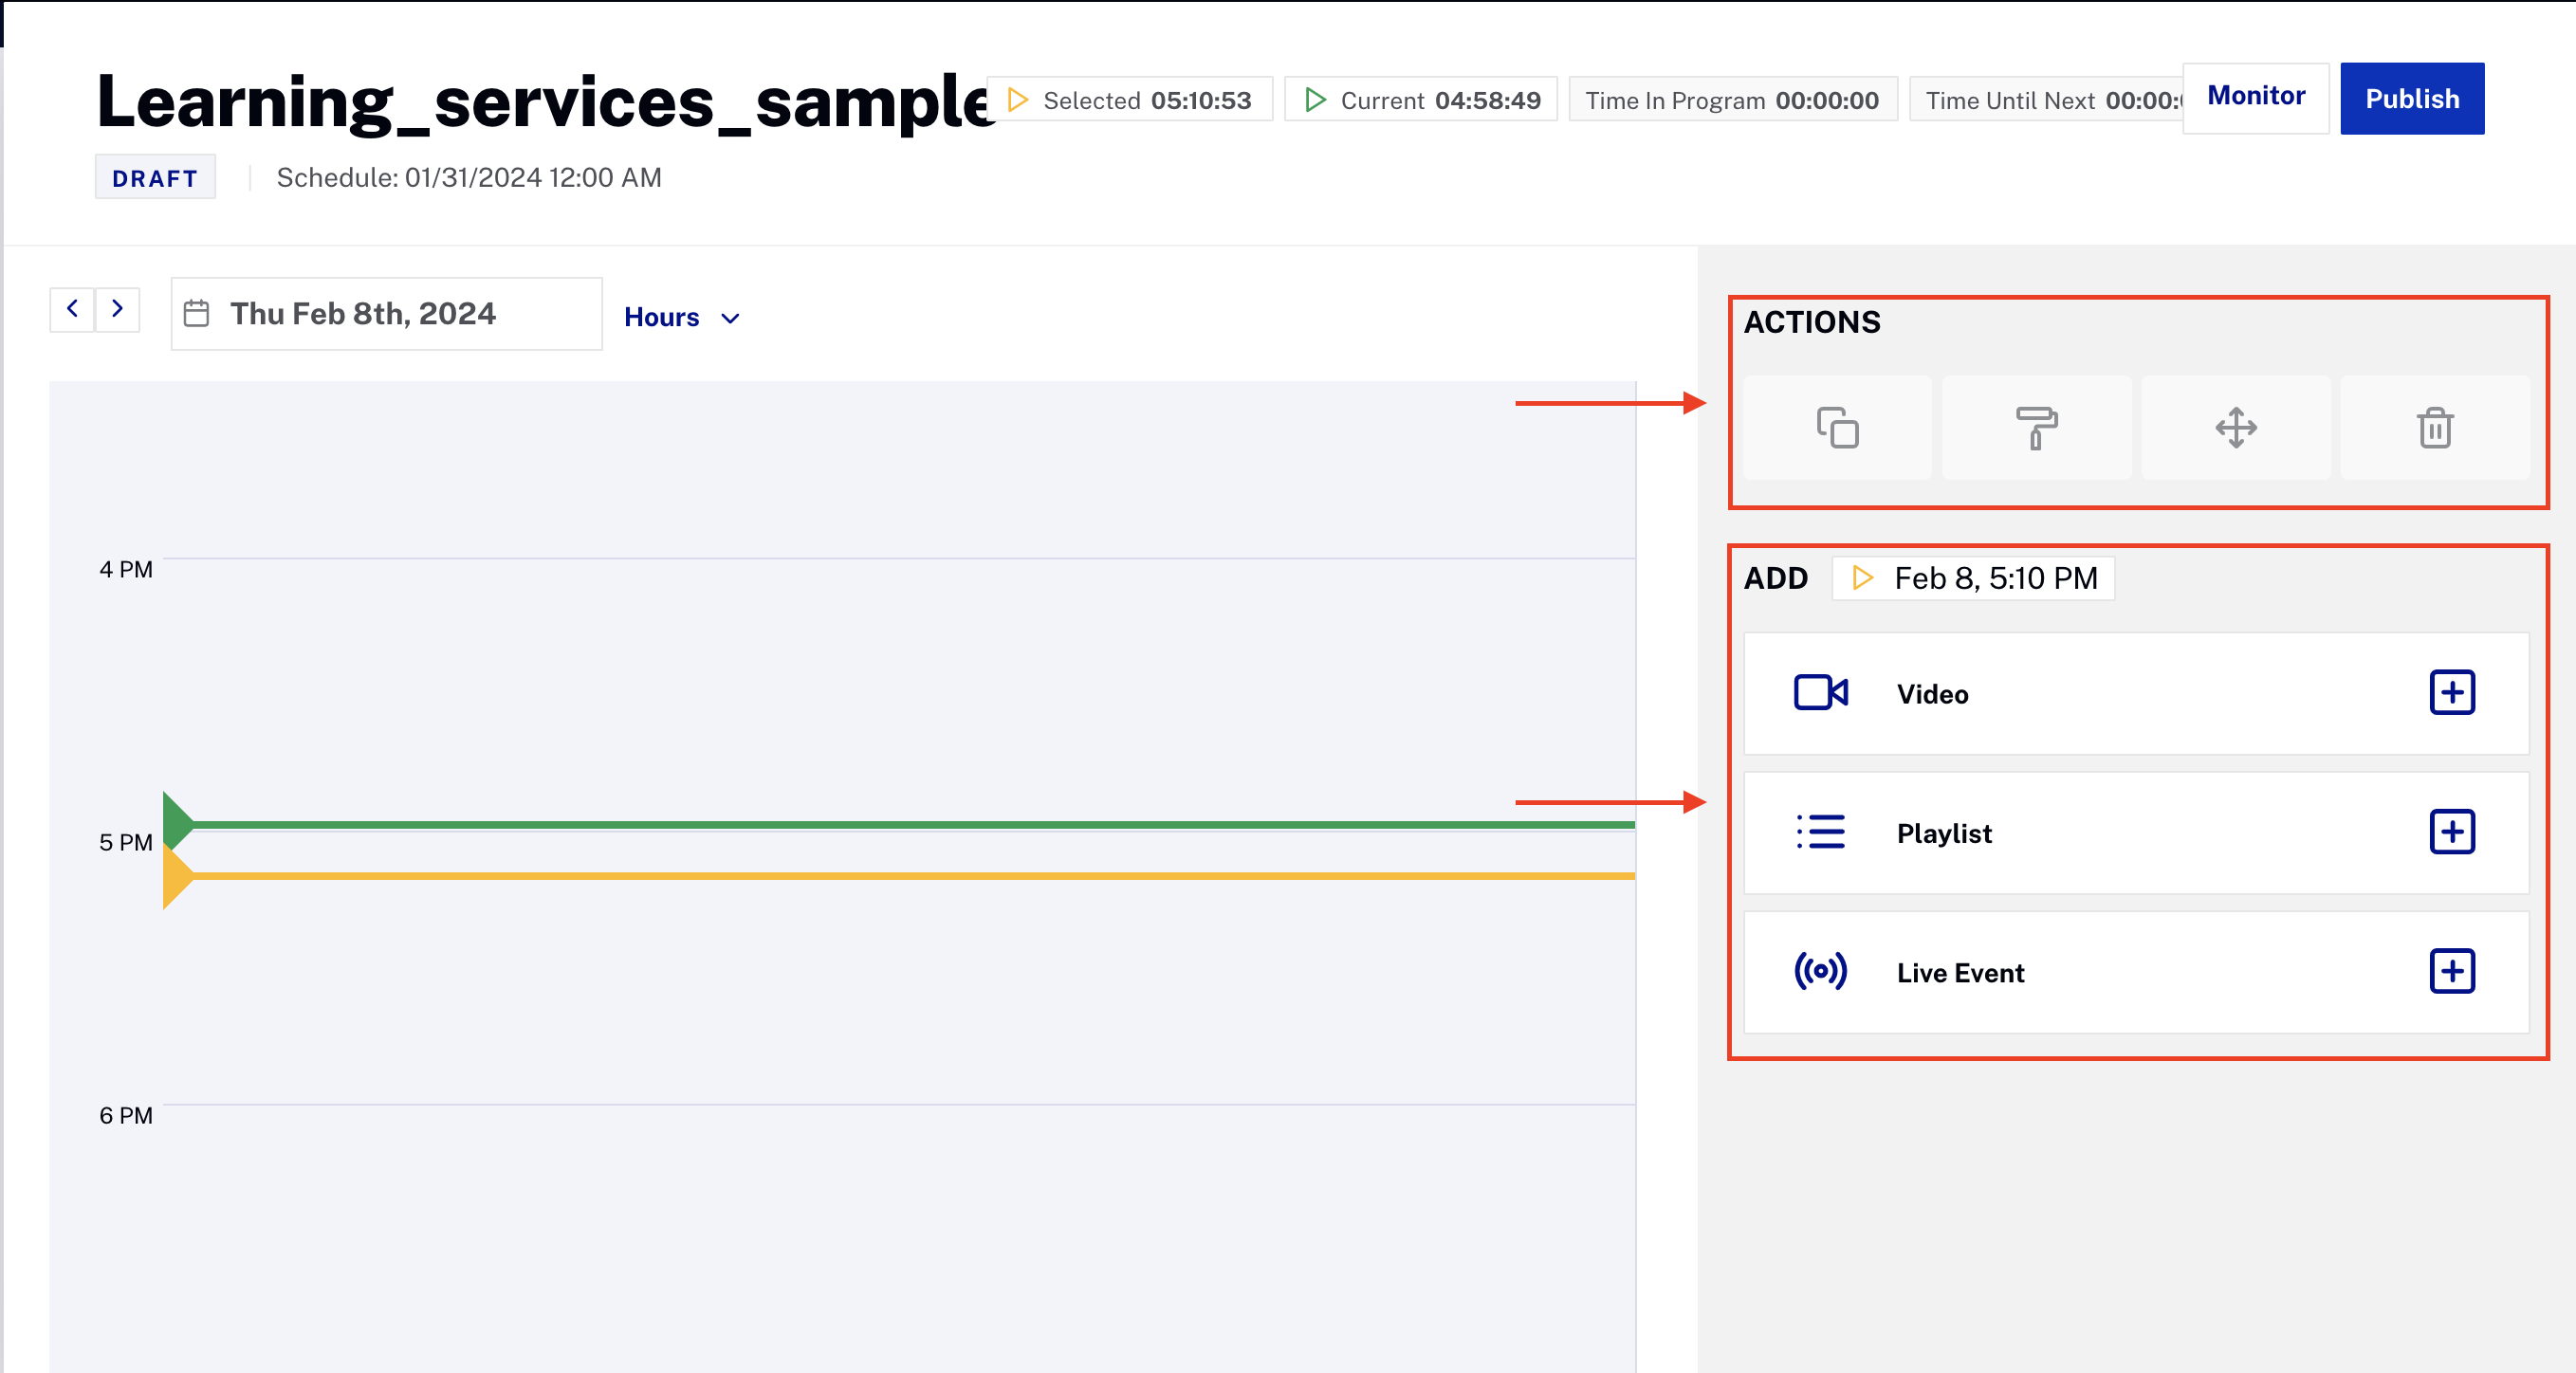 Learning_services_sample
Selected 05:10:53
Current 04:58:49
Time In Program 00:00:00
Time Until Next 00:00:
Monitor
Publish
DRAFT
Schedule: 01/31/2024 12:00 AM
Thu Feb 8th, 2024
Hours
4 PM
5 PM
6 PM
ACTIONS
ADD
Feb 8, 5:10 PM
Video
Playlist
Live Event